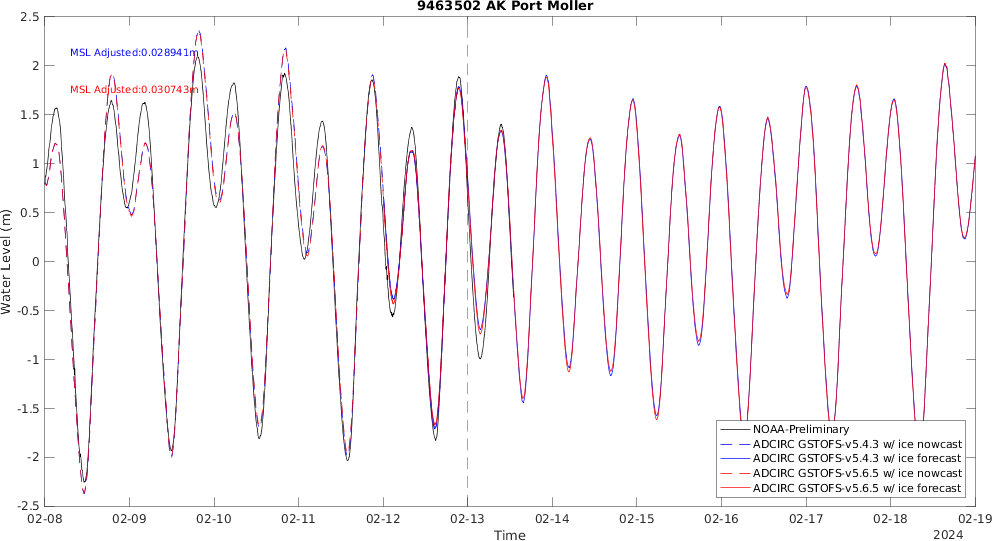 9463502 AK Port Moller
2.5
2
1.5
1
0.5
0
-0.5
-1
-1.5
-2
-2.5
Water Level (m)
MSL Adjusted:0.028941m
MSL Adjusted:0.030743m
NOAA-Preliminary
ADCIRC GSTOFS-v5.4.3 w/ ice nowcast
ADCIRC GSTOFS-v5.4.3 w/ ice forecast
ADCIRC GSTOFS-v5.6.5 w/ ice nowcast
ADCIRC GSTOFS-v5.6.5 w/ ice forecast
02-08 02-09 02-10 02-11 02-12 02-13 02-14 02-15 02-16 02-17 02-18 02-19
Time
2024